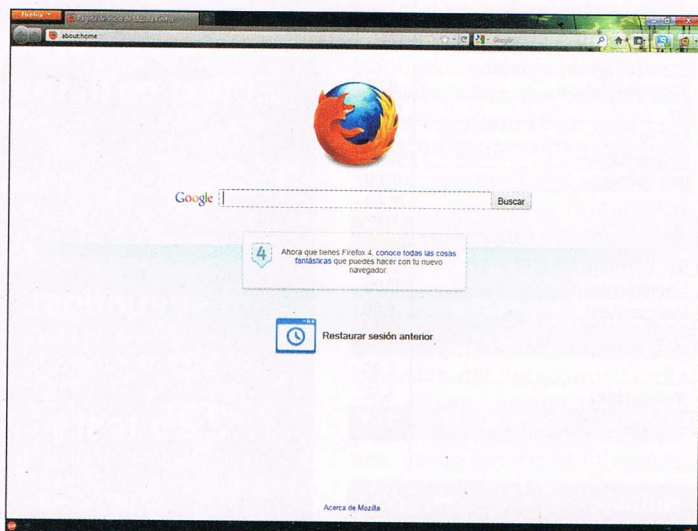 Firefox
Página de Inicio de Mozilla Firefox
about:home
Google
Google
Buscar
4
Ahora que tienes Firefox 4, conoce todas las cosas
fantásticas que puedes hacer con tu nuevo
navegador.
Restaurar sesión anterior
Acerca de Mozilla